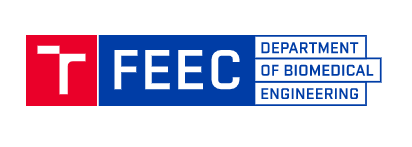 T FEEC
DEPARTMENT
OF BIOMEDICAL
ENGINEERING